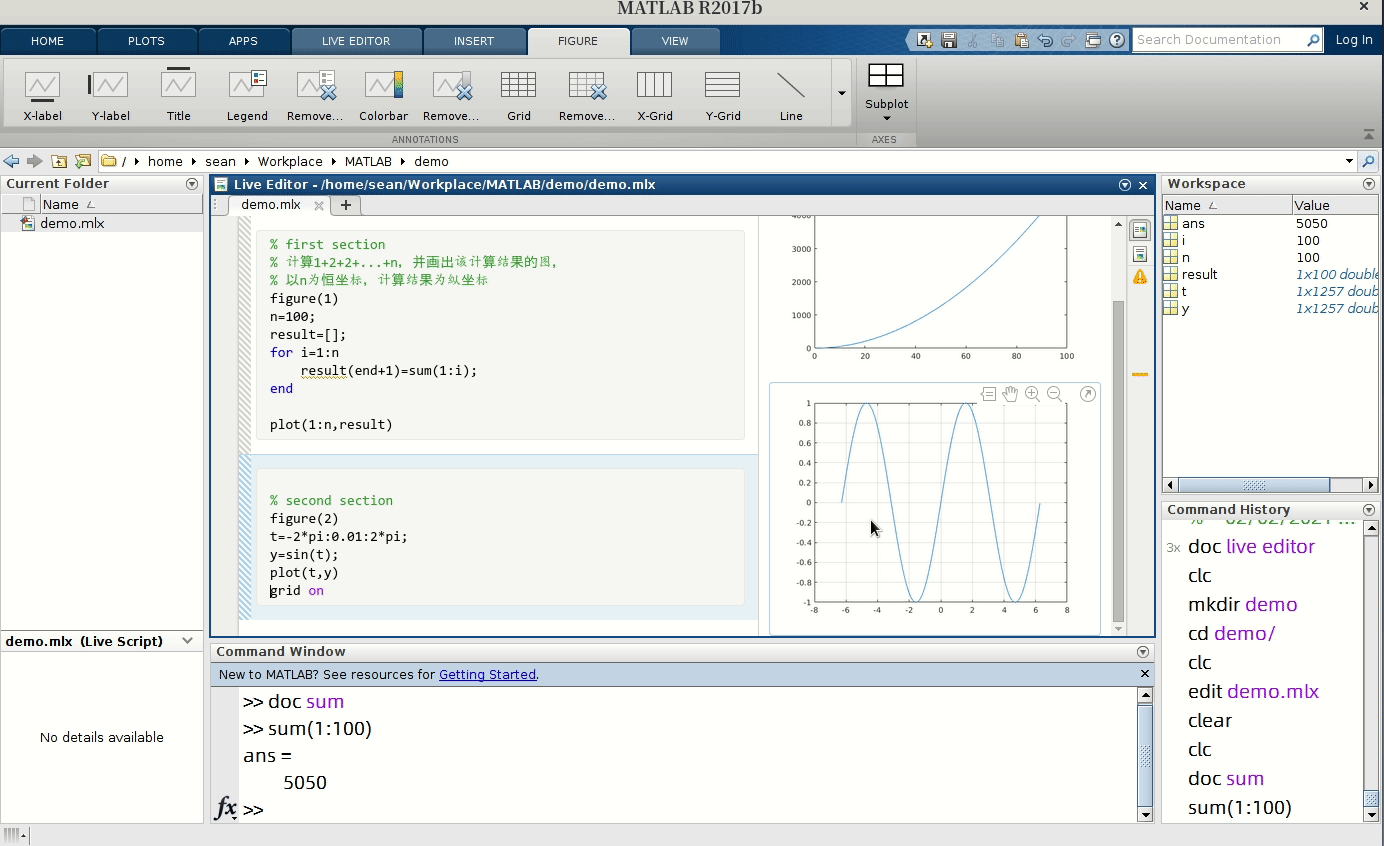 MATLAB R2017b
HOME PLOTS APPS LIVE EDITOR INSERT FIGURE VIEW
Search Documentation
Log In
X-label Y-label Title Legend Remove... Colorbar Remove... Grid Remove... X-Grid Y-Grid Line
Subplot
ANNOTATIONS AXES
/ home sean Workplace MATLAB demo
Current Folder
Name
demo.mlx
demo.mlx (Live Script)
No details available
Live Editor - /home/sean/Workplace/MATLAB/demo/demo.mlx
demo.mlx
% first section
% 计算1+2+2+...+n，并画出该计算结果的图，
% 以n为恒坐标，计算结果为纵坐标
figure(1)
n=100;
result=[];
for i=1:n
result(end+1)=sum(1:i);
end
plot(1:n,result)
% second section
figure(2)
t=-2*pi:0.01:2*pi;
y=sin(t);
plot(t,y)
grid on
4000
3000
2000
1000
0
0 20 40 60 80 100
1
0.8
0.6
0.4
0.2
0
-0.2
-0.4
-0.6
-0.8
-1
-8 -6 -4 -2 0 2 4 6 8
Command Window
New to MATLAB? See resources for Getting Started.
>> doc sum
>> sum(1:100)
ans =
5050
fx >>
Workspace
Name Value
ans 5050
i 100
n 100
result 1x100 double
t 1x1257 doub
y 1x1257 doub
Command History
3x doc live editor
clc
mkdir demo
cd demo/
clc
edit demo.mlx
clear
clc
doc sum
sum(1:100)